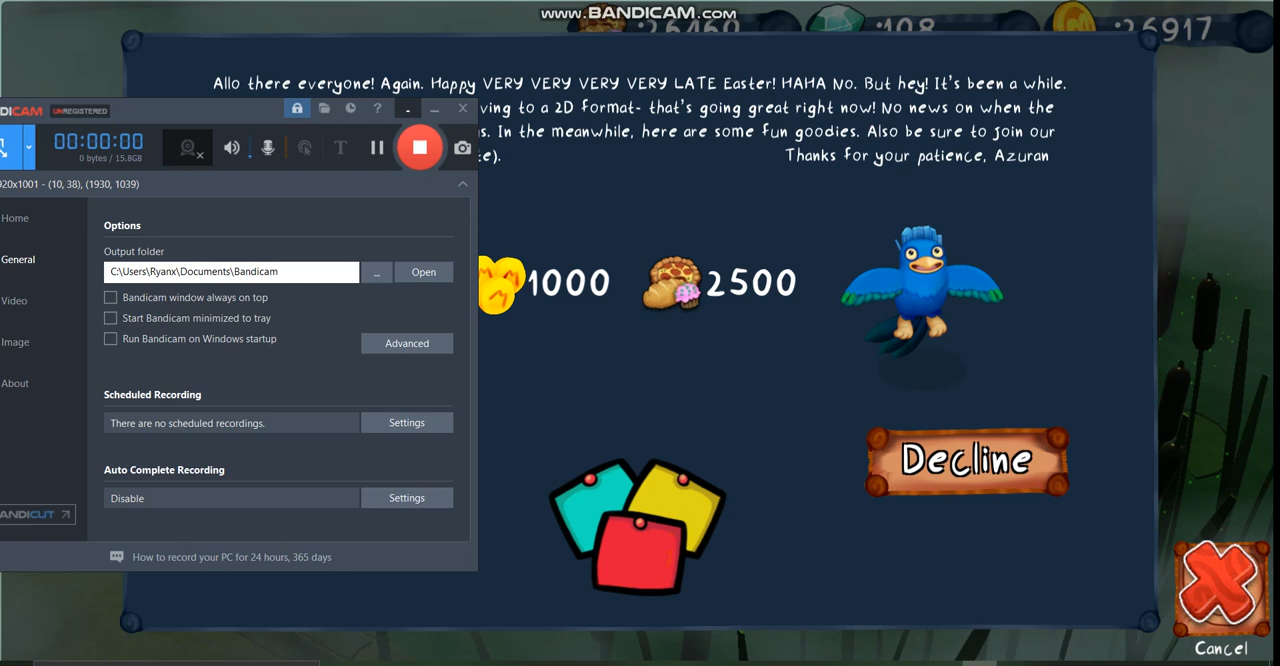 www.BANDICAM.com
:26460 :108 :26917
Allo there everyone! Again. Happy VERY VERY VERY VERY LATE Easter! HAHA No. But hey! It's been a while.
to a 2D format- that's going great right now! No news on when the
In the meanwhile, here are some fun goodies. Also be sure to join our
Thanks for your patience, Azuran
DICAM UNREGISTERED
00:00:00
0 bytes / 15.8GB
920x1001 - (10, 38), (1930, 1039)
Home
General
Video
Image
About
ANDICUT
Options
Output folder
C:\Users\Ryanx\Documents\Bandicam
... Open
Bandicam window always on top
Start Bandicam minimized to tray
Run Bandicam on Windows startup
Advanced
Scheduled Recording
There are no scheduled recordings.
Settings
Auto Complete Recording
Disable
Settings
How to record your PC for 24 hours, 365 days
1000
2500
Decline
Cancel